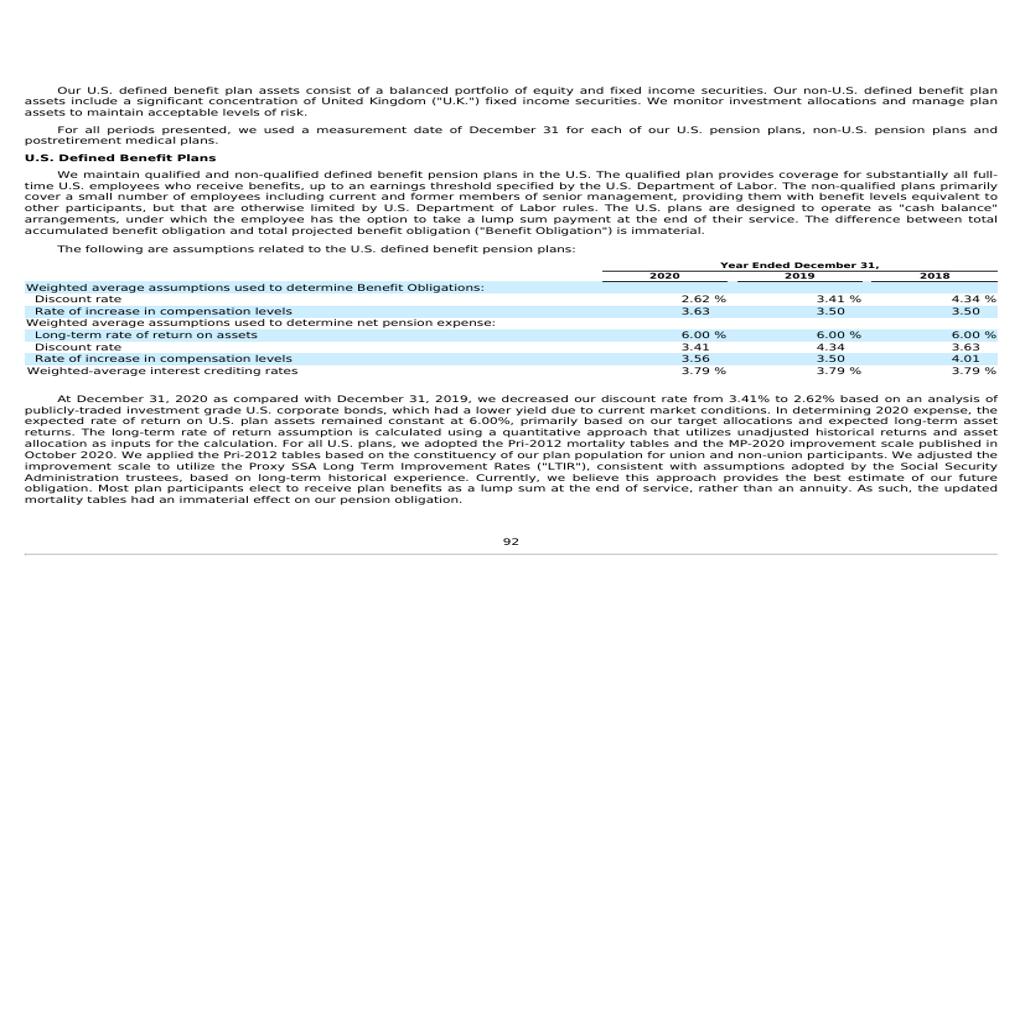 Our U.S. defined benefit plan assets consist of a balanced portfolio of equity and fixed income securities. Our non-U.S. defined benefit plan
assets include a significant concentration of United Kingdom ("U.K.") fixed income securities. We monitor investment allocations and manage plan
assets to maintain acceptable levels of risk.
For all periods presented, we used a measurement date of December 31 for each of our U.S. pension plans, non-U.S. pension plans and
postretirement medical plans.
U.S. Defined Benefit Plans
We maintain qualified and non-qualified defined benefit pension plans in the U.S. The qualified plan provides coverage for substantially all full-
time U.S. employees who receive benefits, up to an earnings threshold specified by the U.S. Department of Labor. The non-qualified plans primarily
cover a small number of employees including current and former members of senior management, providing them with benefit levels equivalent to
other participants, but that are otherwise limited by U.S. Department of Labor rules. The U.S. plans are designed to operate as "cash balance"
arrangements, under which the employee has the option to take a lump sum payment at the end of their service. The difference between total
accumulated benefit obligation and total projected benefit obligation ("Benefit Obligation") is immaterial.
The following are assumptions related to the U.S. defined benefit pension plans:
Year Ended December 31,
2020 2019 2018
Weighted average assumptions used to determine Benefit Obligations:
Discount rate 2.62 % 3.41 % 4.34 %
Rate of increase in compensation levels 3.63 3.50 3.50
Weighted average assumptions used to determine net pension expense:
Long-term rate of return on assets 6.00 % 6.00 % 6.00 %
Discount rate 3.41 4.34 3.63
Rate of increase in compensation levels 3.56 3.50 4.01
Weighted-average interest crediting rates 3.79 % 3.79 % 3.79 %
At December 31, 2020 as compared with December 31, 2019, we decreased our discount rate from 3.41% to 2.62% based on an analysis of
publicly-traded investment grade U.S. corporate bonds, which had a lower yield due to current market conditions. In determining 2020 expense, the
expected rate of return on U.S. plan assets remained constant at 6.00%, primarily based on our target allocations and expected long-term asset
returns. The long-term rate of return assumption is calculated using a quantitative approach that utilizes unadjusted historical returns and asset
allocation as inputs for the calculation. For all U.S. plans, we adopted the Pri-2012 mortality tables and the MP-2020 improvement scale published in
October 2020. We applied the Pri-2012 tables based on the constituency of our plan population for union and non-union participants. We adjusted the
improvement scale to utilize the Proxy SSA Long Term Improvement Rates ("LTIR"), consistent with assumptions adopted by the Social Security
Administration trustees, based on long-term historical experience. Currently, we believe this approach provides the best estimate of our future
obligation. Most plan participants elect to receive plan benefits as a lump sum at the end of service, rather than an annuity. As such, the updated
mortality tables had an immaterial effect on our pension obligation.
92